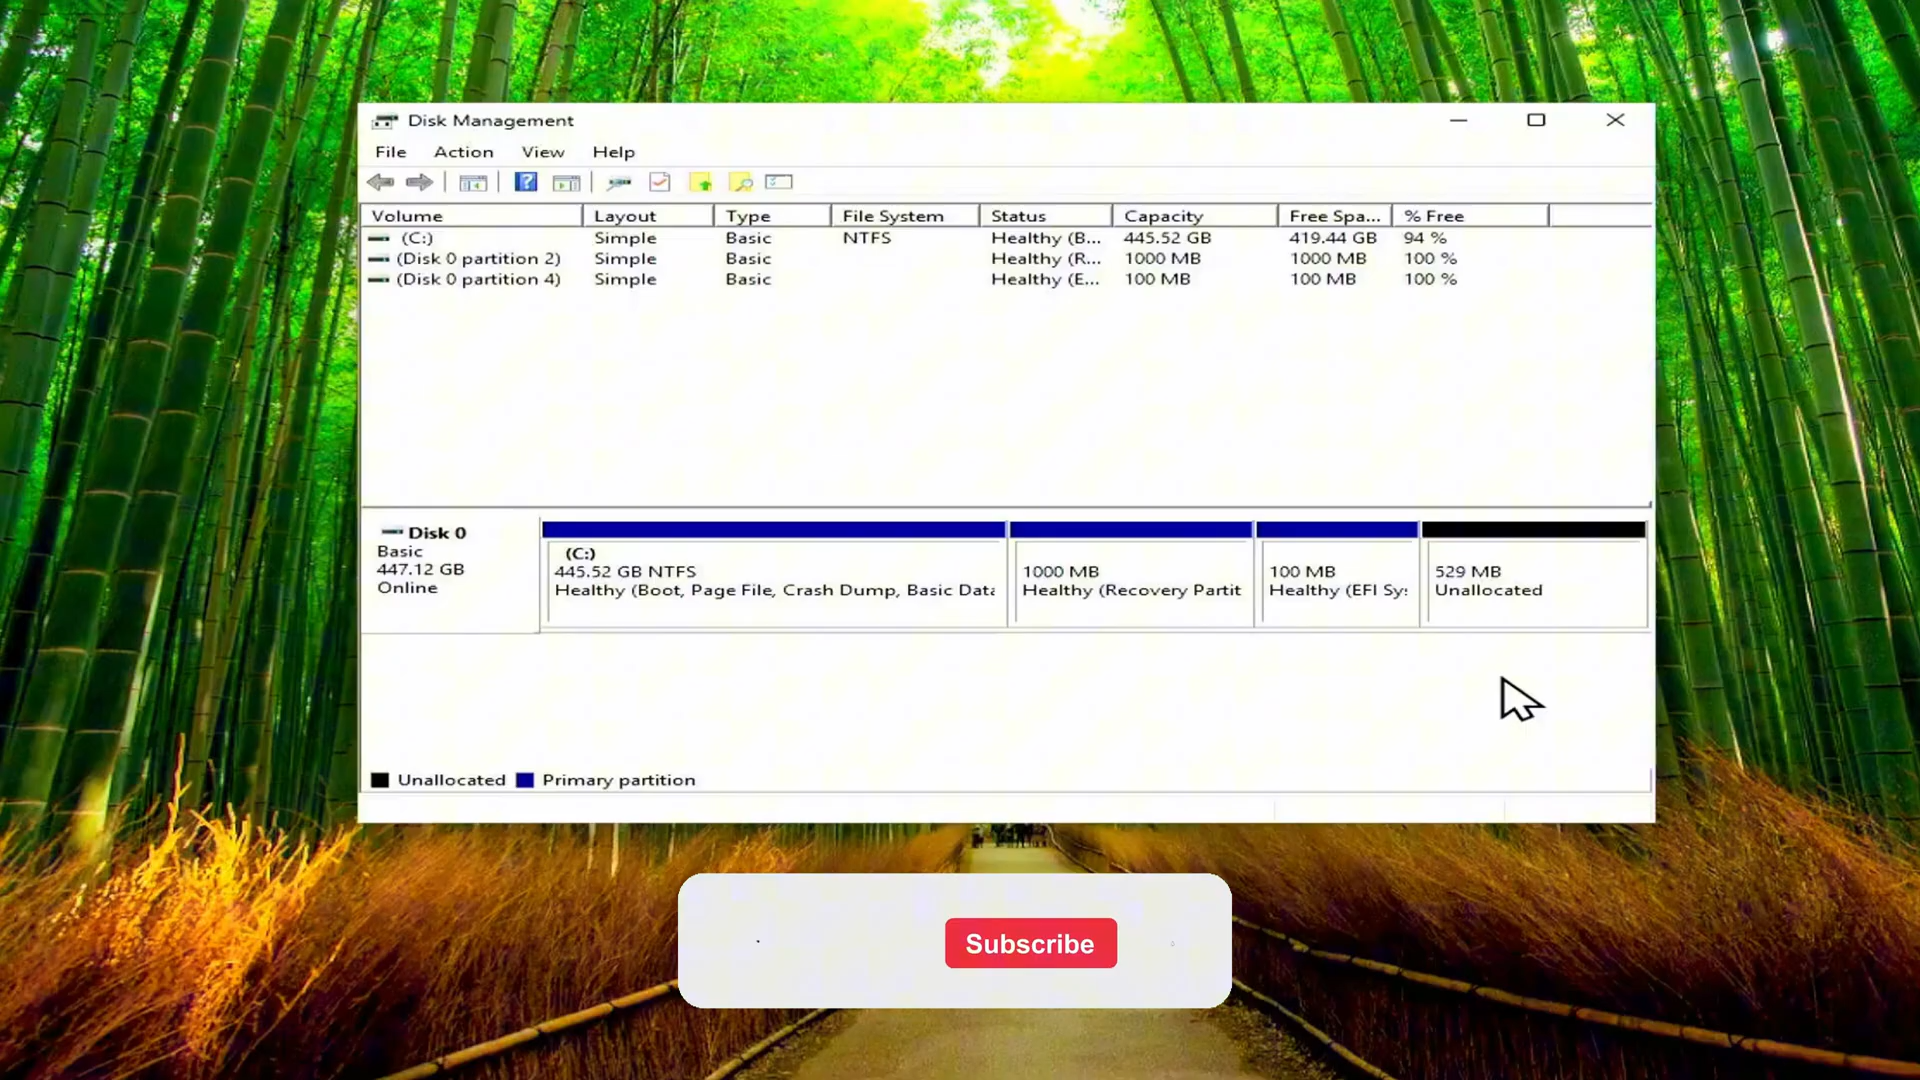 Disk Management
File Action View Help
Volume Layout Type File System Status Capacity Free Spa... % Free
(C:) Simple Basic NTFS Healthy (B... 445.52 GB 419.44 GB 94 %
(Disk 0 partition 2) Simple Basic Healthy (R... 1000 MB 1000 MB 100 %
(Disk 0 partition 4) Simple Basic Healthy (E... 100 MB 100 MB 100 %
Disk 0
Basic
447.12 GB
Online
(C:)
445.52 GB NTFS
Healthy (Boot, Page File, Crash Dump, Basic Data
1000 MB
Healthy (Recovery Partit
100 MB
Healthy (EFI Sys
529 MB
Unallocated
Unallocated Primary partition
Subscribe